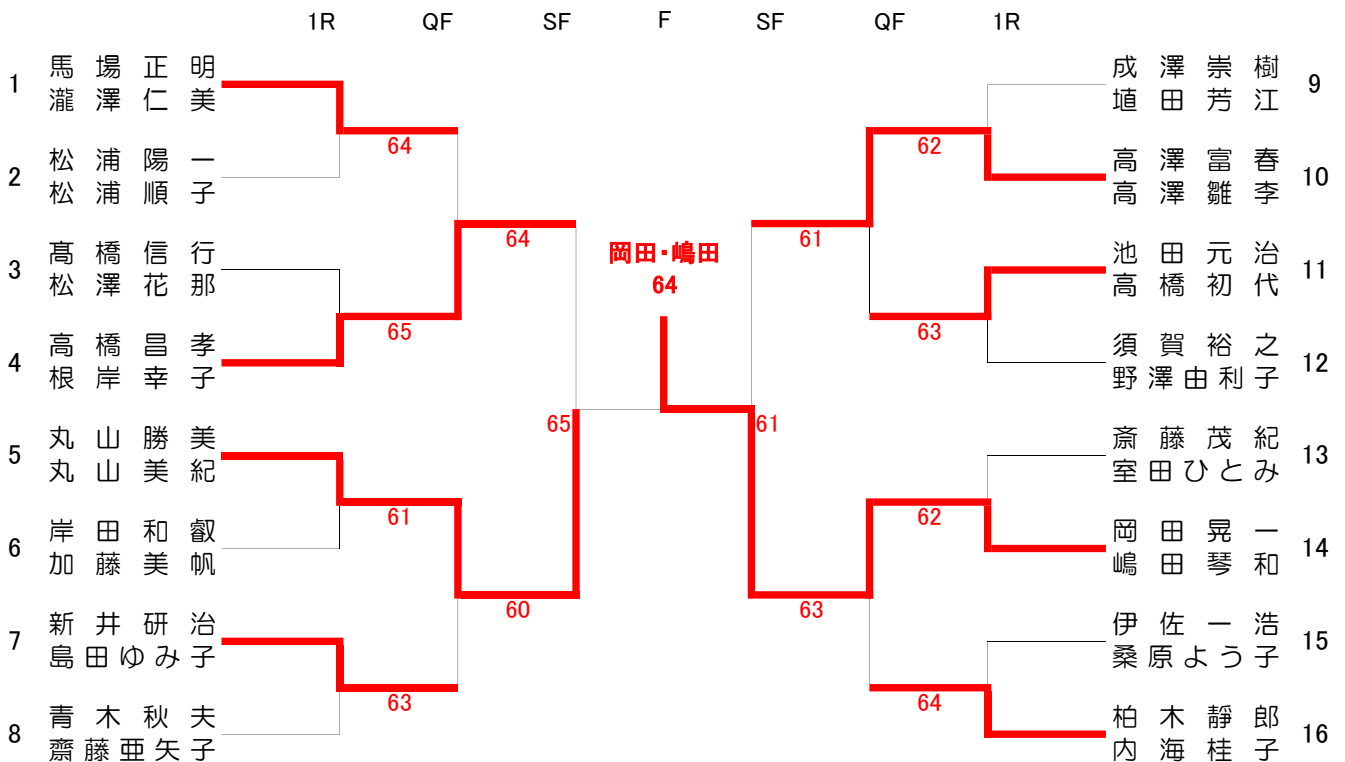 1R QF SF F SF QF 1R
1 馬場正明
瀧澤仁美
2 松浦陽一
松浦順子
3 髙橋信行
松澤花那
4 高橋昌孝
根岸幸子
5 丸山勝美
丸山美紀
6 岸田和叡
加藤美帆
7 新井研治
島田ゆみ子
8 青木秋夫
齋藤亜矢子
64
65
61
63
64
60
65
岡田・嶋田
64
61
61
63
62
63
62
64
成澤崇樹 9
埴田芳江
高澤富春 10
高澤雛李
池田元治 11
高橋初代
須賀裕之 12
野澤由利子
斎藤茂紀 13
室田ひとみ
岡田晃一 14
嶋田琴和
伊佐一浩 15
桑原よう子
柏木靜郎 16
内海桂子